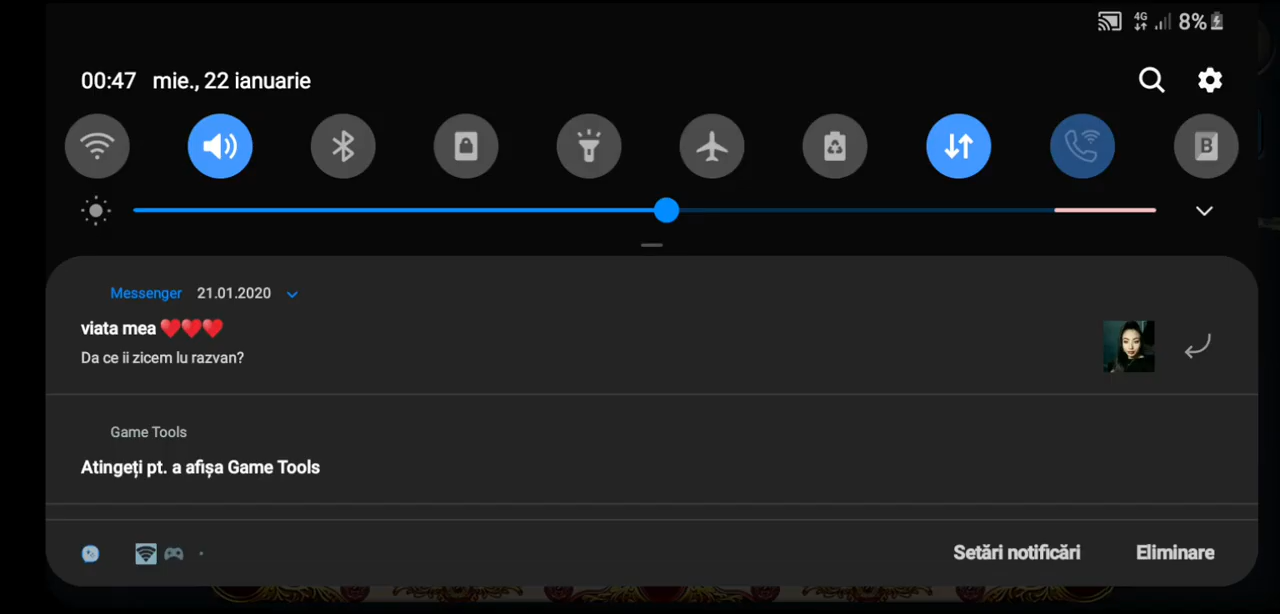 4G 8%
00:47 mie., 22 ianuarie
B
Messenger 21.01.2020
viata mea ❤️❤️❤️
Da ce ii zicem lu razvan?
Game Tools
Atingeți pt. a afișa Game Tools
Setări notificări Eliminare